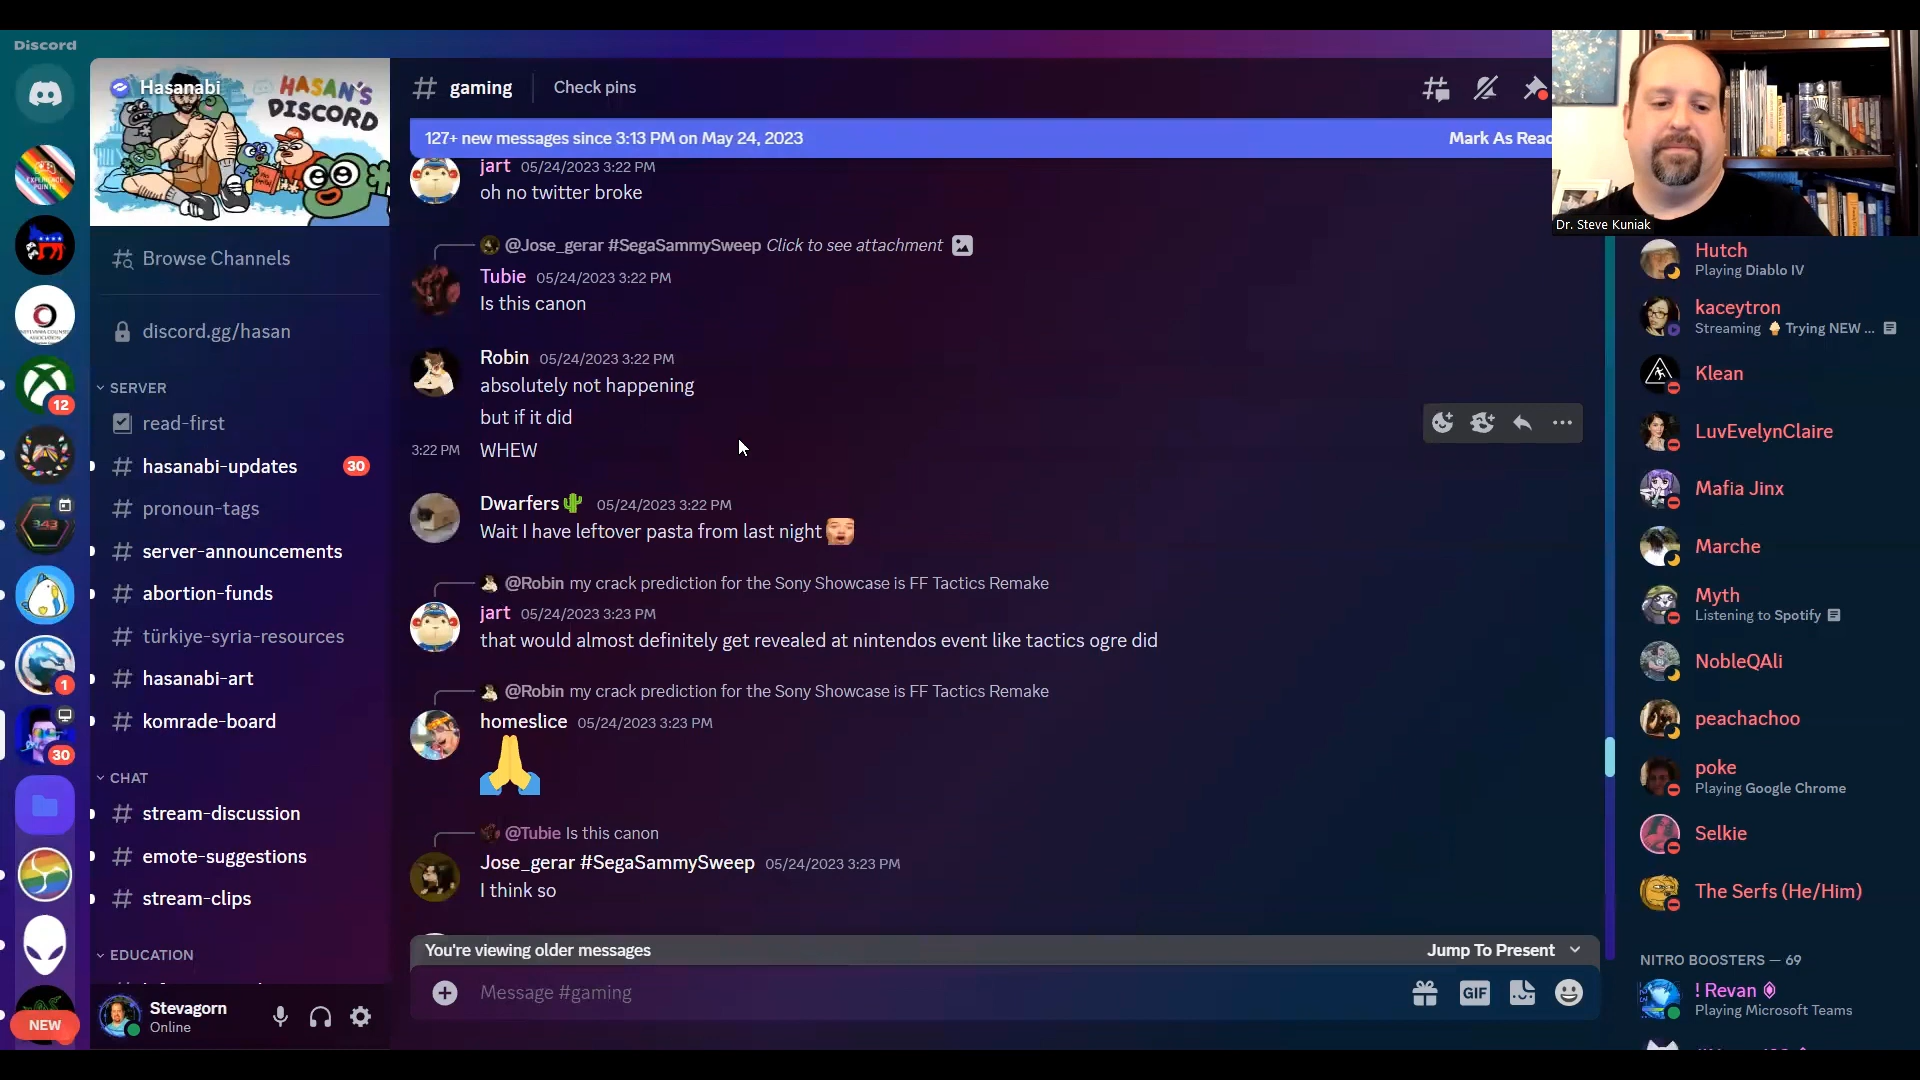 Discord
Hasanabi
HASAN'S
DISCORD
Browse Channels
discord.gg/hasan
SERVER
read-first
hasanabi-updates 30
pronoun-tags
server-announcements
abortion-funds
türkiye-syria-resources
hasanabi-art
komrade-board
CHAT
stream-discussion
emote-suggestions
stream-clips
EDUCATION
12
343
1
30
NEW
Stevagorn
Online
# gaming Check pins
127+ new messages since 3:13 PM on May 24, 2023 Mark As Read
jart 05/24/2023 3:22 PM
oh no twitter broke
@Jose_gerar #SegaSammySweep Click to see attachment
Tubie 05/24/2023 3:22 PM
Is this canon
Robin 05/24/2023 3:22 PM
absolutely not happening
but if it did
3:22 PM WHEW
Dwarfers🌵 05/24/2023 3:22 PM
Wait I have leftover pasta from last night
@Robin my crack prediction for the Sony Showcase is FF Tactics Remake
jart 05/24/2023 3:23 PM
that would almost definitely get revealed at nintendos event like tactics ogre did
@Robin my crack prediction for the Sony Showcase is FF Tactics Remake
homeslice 05/24/2023 3:23 PM
🙏
@Tubie Is this canon
Jose_gerar #SegaSammySweep 05/24/2023 3:23 PM
I think so
You're viewing older messages Jump To Present
Message #gaming
GIF
Dr. Steve Kuniak
Hutch
Playing Diablo IV
kaceytron
Streaming 🍦 Trying NEW ...
Klean
LuvEvelynClaire
Mafia Jinx
Marche
Myth
Listening to Spotify
NobleQAli
peachachoo
poke
Playing Google Chrome
Selkie
The Serfs (He/Him)
NITRO BOOSTERS — 69
! Revan
Playing Microsoft Teams